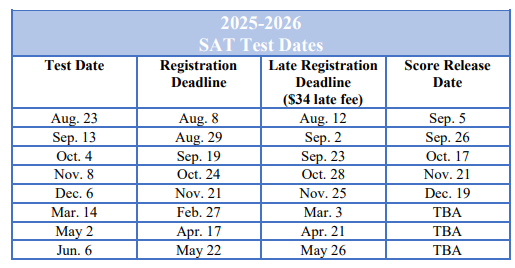 2025-2026
SAT Test Dates
Test Date Registration Deadline Late Registration Deadline ($34 late fee) Score Release Date
Aug. 23 Aug. 8 Aug. 12 Sep. 5
Sep. 13 Aug. 29 Sep. 2 Sep. 26
Oct. 4 Sep. 19 Sep. 23 Oct. 17
Nov. 8 Oct. 24 Oct. 28 Nov. 21
Dec. 6 Nov. 21 Nov. 25 Dec. 19
Mar. 14 Feb. 27 Mar. 3 TBA
May 2 Apr. 17 Apr. 21 TBA
Jun. 6 May 22 May 26 TBA